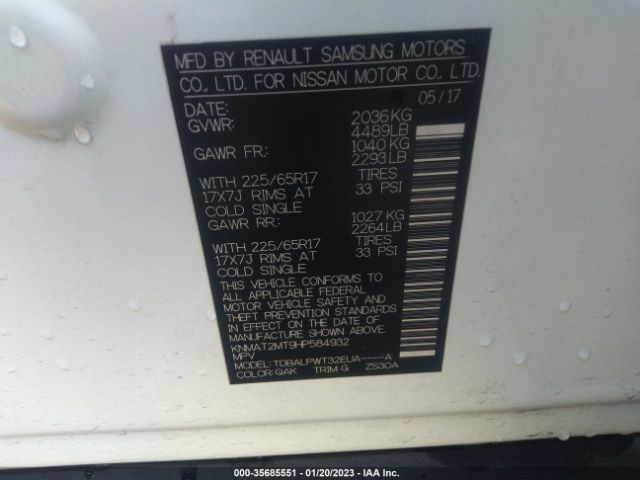 MFD BY RENAULT SAMSUNG MOTORS
CO., LTD. FOR NISSAN MOTOR CO., LTD.
DATE: 05/17
GVWR: 2036 KG
4489LB
GAWR FR: 1040 KG
2293 LB
WITH 225/65R17 TIRES
17X7J RIMS AT 33 PSI
COLD SINGLE
GAWR RR: 1027 KG
2264 LB
WITH 225/65R17 TIRES
17X7J RIMS AT 33 PSI
COLD SINGLE
THIS VEHICLE CONFORMS TO
ALL APPLICABLE FEDERAL
MOTOR VEHICLE SAFETY AND
THEFT PREVENTION STANDARDS
IN EFFECT ON THE DATE OF
MANUFACTURE SHOWN ABOVE.
KNMAT2MT9HP584932
MPV
MODEL: TDBALPWT32EUA-----A
COLOR: QAK TRIM: G ZS30A
000-35685551 - 01/20/2023 - IAA Inc.